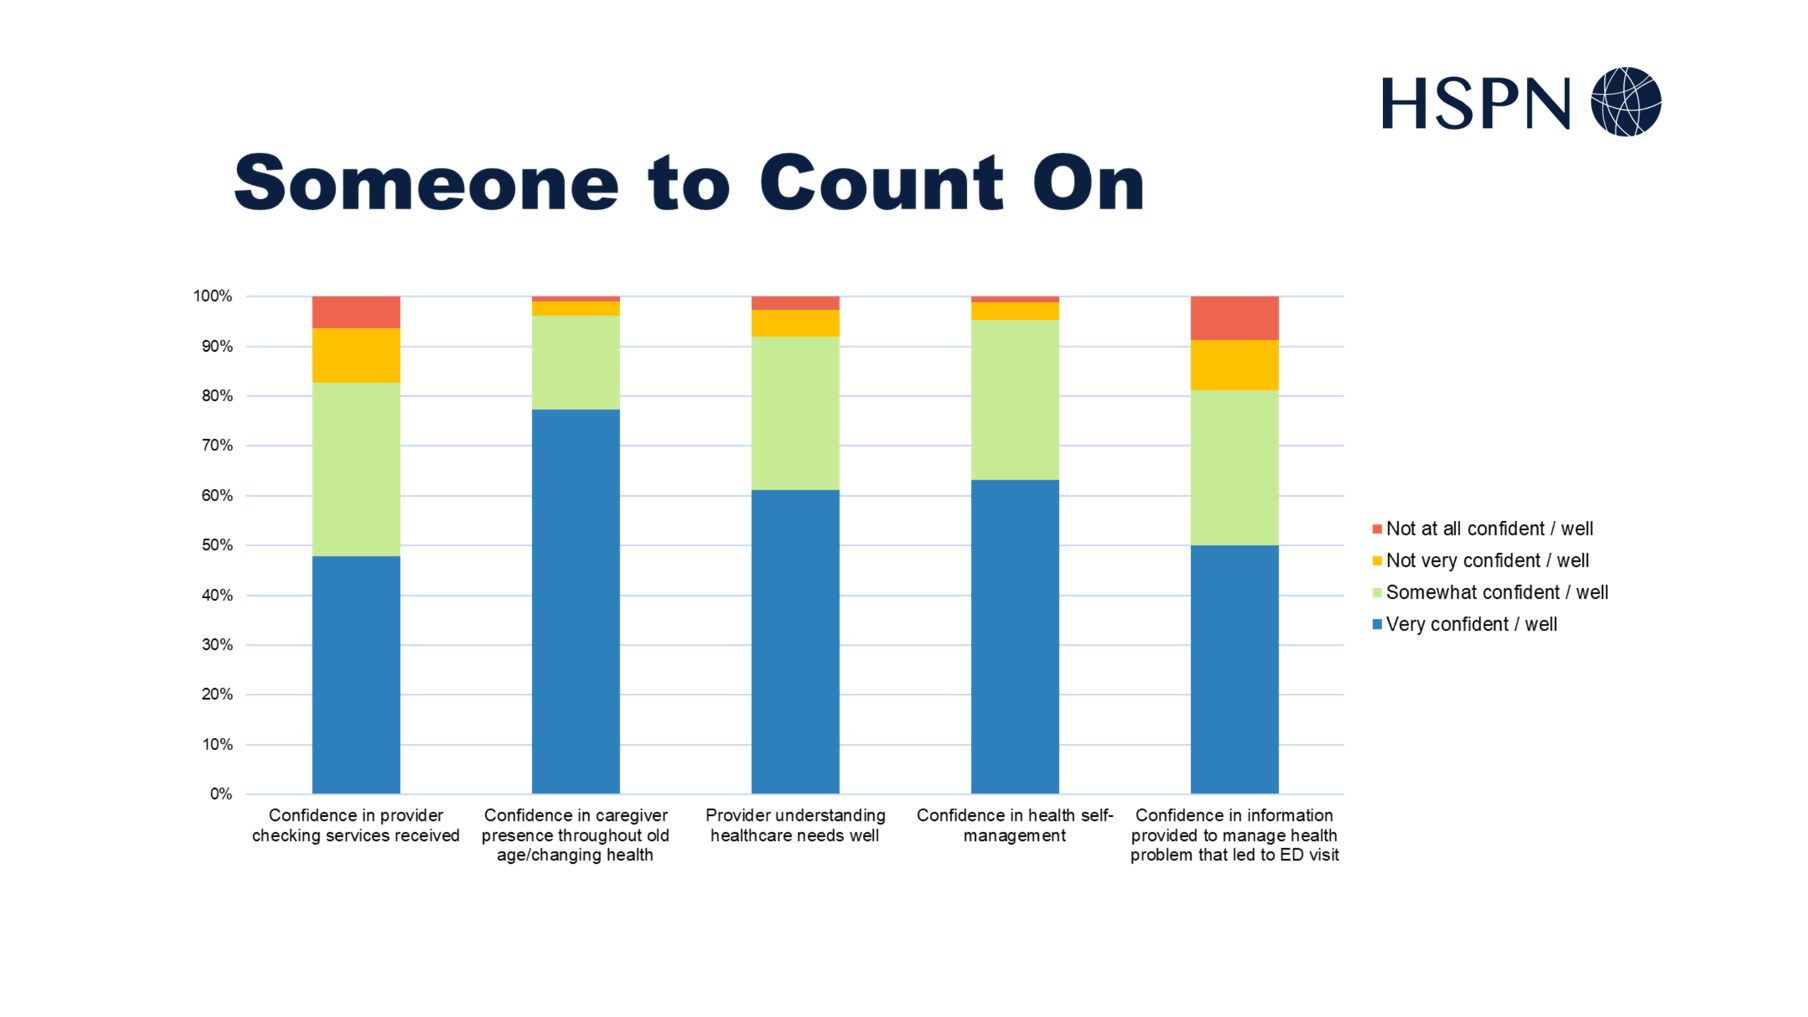 HSPN
Someone to Count On
100%
90%
80%
70%
60%
50%
40%
30%
20%
10%
0%
Confidence in provider
checking services received
Confidence in caregiver
presence throughout old
age/changing health
Provider understanding
healthcare needs well
Confidence in health self-
management
Confidence in information
provided to manage health
problem that led to ED visit
Not at all confident / well
Not very confident / well
Somewhat confident / well
Very confident / well